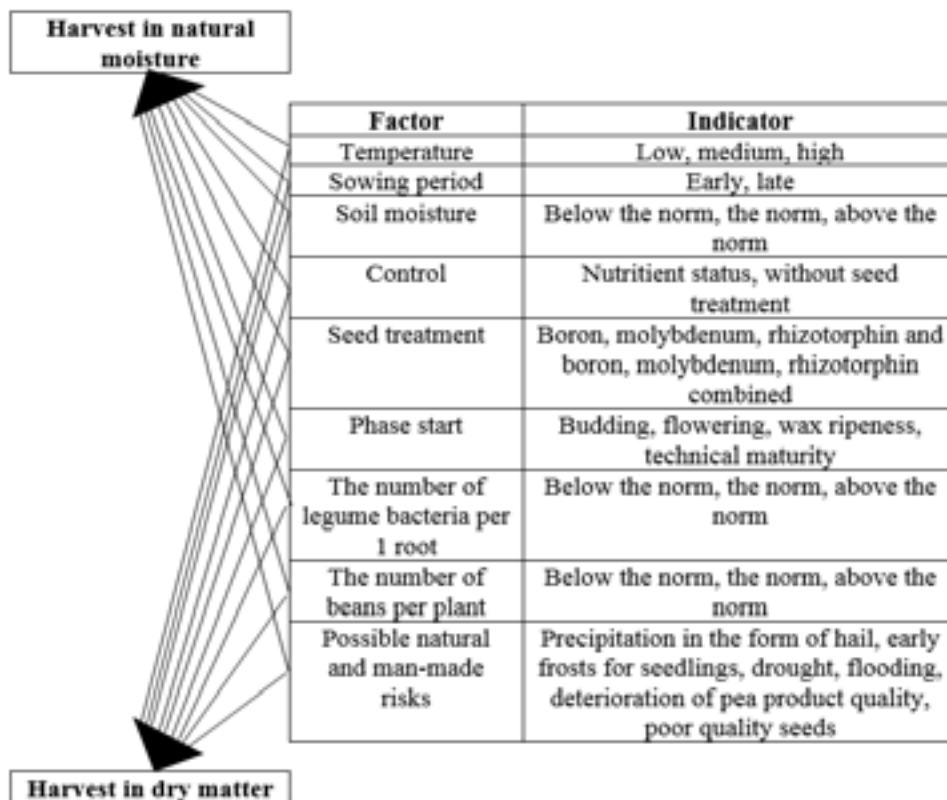 Harvest in natural
moisture
Factor
Indicator
Temperature
Low, medium, high
Sowing period
Early, late
Soil moisture
Below the norm, the norm, above the
norm
Control
Nutritient status, without seed
treatment
Seed treatment
Boron, molybdenum, rhizotorphin and
boron, molybdenum, rhizotorphin
combined
Phase start
Budding, flowering, wax ripeness,
technical maturity
The number of
legume bacteria per
1 root
Below the norm, the norm, above the
norm
The number of
beans per plant
Below the norm, the norm, above the
norm
Possible natural
and man-made
risks
Precipitation in the form of hail, early
frosts for seedlings, drought, flooding,
deterioration of pea product quality,
poor quality seeds
Harvest in dry matter